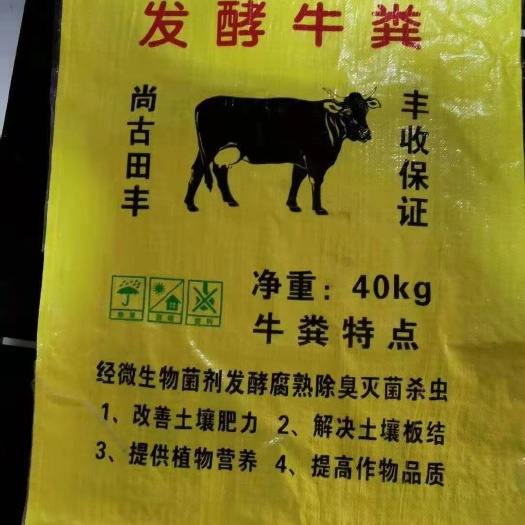 发酵牛粪
尚古田丰
丰收保证
净重：40kg
牛粪特点
经微生物菌剂发酵腐熟除臭灭菌杀虫
1、改善土壤肥力 2、解决土壤板结
3、提供植物营养 4、提高作物品质